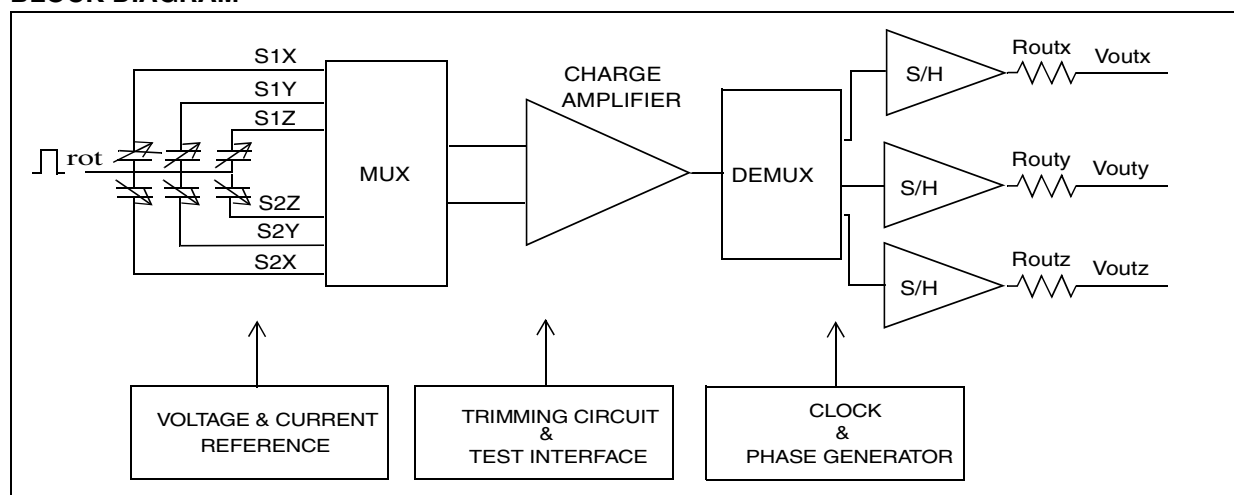 BLOCK DIAGRAM
S1X
S1Y
S1Z
rot
S2Z
S2Y
S2X
MUX
CHARGE
AMPLIFIER
DEMUX
S/H
Routx
Voutx
S/H
Routy
Vouty
S/H
Routz
Voutz
VOLTAGE & CURRENT
REFERENCE
TRIMMING CIRCUIT
&
TEST INTERFACE
CLOCK
&
PHASE GENERATOR